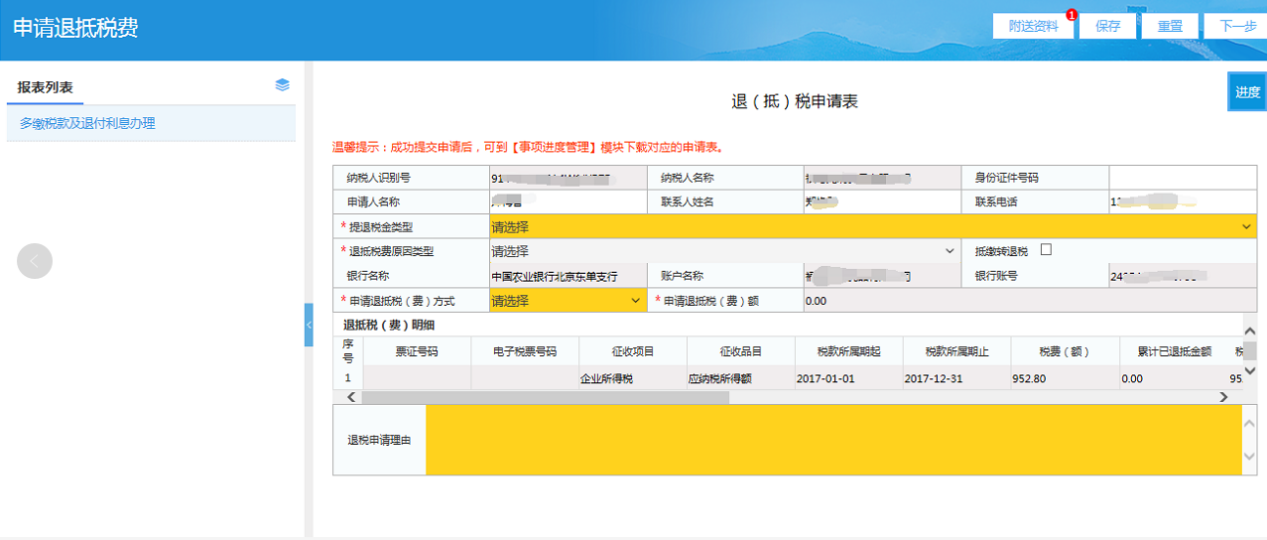 申请退抵税费
附送资料 1 保存 重置 下一步
报表列表
多缴税款及退付利息办理
进度
退（抵）税申请表
温馨提示：成功提交申请后，可到【事项进度管理】模块下载对应的申请表。
纳税人识别号 91 纳税人名称 身份证件号码
申请人名称 联系人姓名 联系电话 1
* 提退税金类型 请选择
* 退抵税费原因类型 请选择 抵缴转退税
银行名称 中国农业银行北京东单支行 账户名称 银行账号 24
* 申请退抵税（费）方式 请选择 * 申请退抵税（费）额 0.00
退抵税（费）明细
序号 票证号码 电子税票号码 征收项目 征收品目 税款所属期起 税款所属期止 税费（额） 累计已退抵金额
1 企业所得税 应纳税所得额 2017-01-01 2017-12-31 952.80 0.00 95
退税申请理由